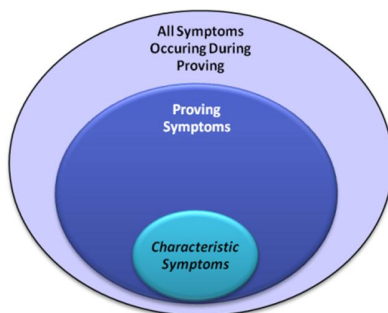 All Symptoms
Occuring During
Proving
Proving
Symptoms
Characteristic
Symptoms